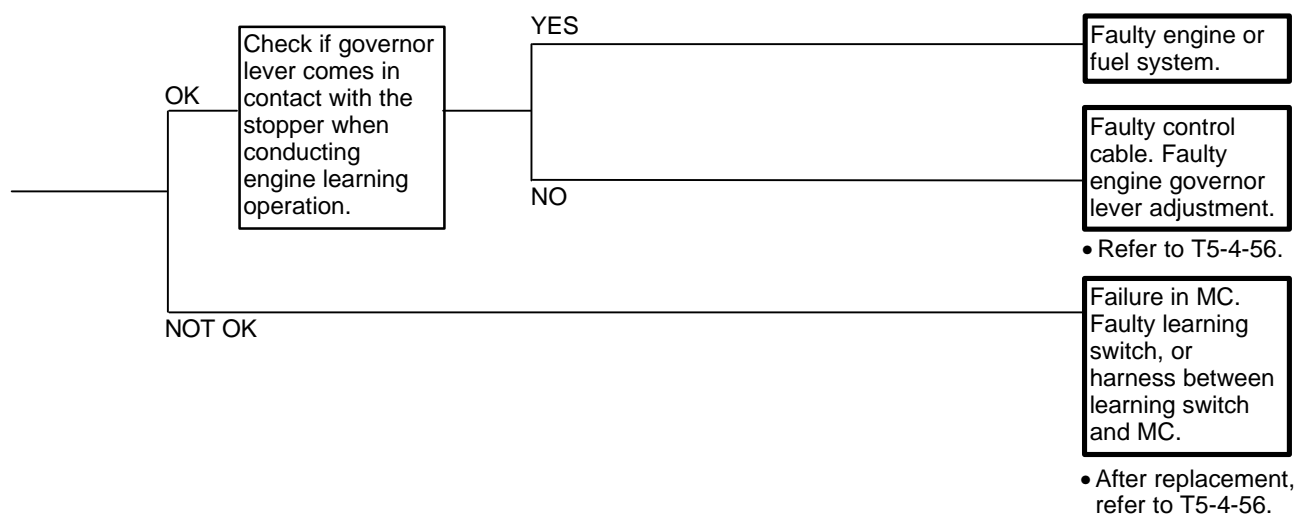 OK
Check if governor
lever comes in
contact with the
stopper when
conducting
engine learning
operation.
YES
Faulty engine or
fuel system.
NO
Faulty control
cable. Faulty
engine governor
lever adjustment.
• Refer to T5-4-56.
NOT OK
Failure in MC.
Faulty learning
switch, or
harness between
learning switch
and MC.
• After replacement,
refer to T5-4-56.